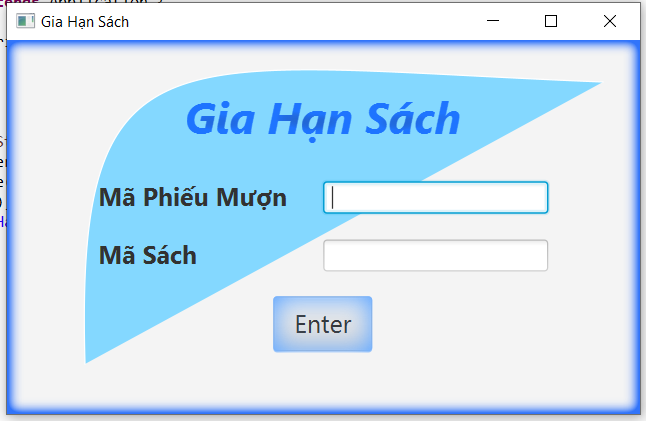 Gia Hạn Sách
Gia Hạn Sách
Mã Phiếu Mượn
Mã Sách
Enter